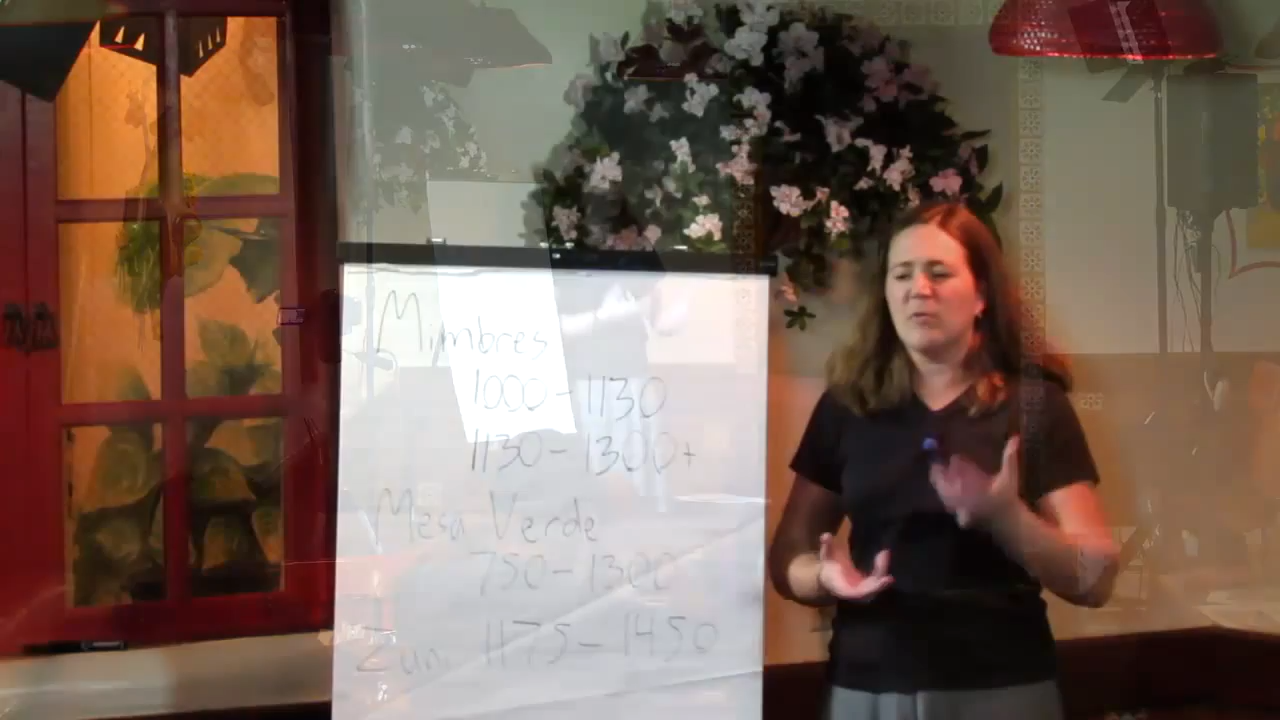 Mimbres
1000-1130
1130-1300+
Mesa Verde
750-1300
Zuni 1175-1450